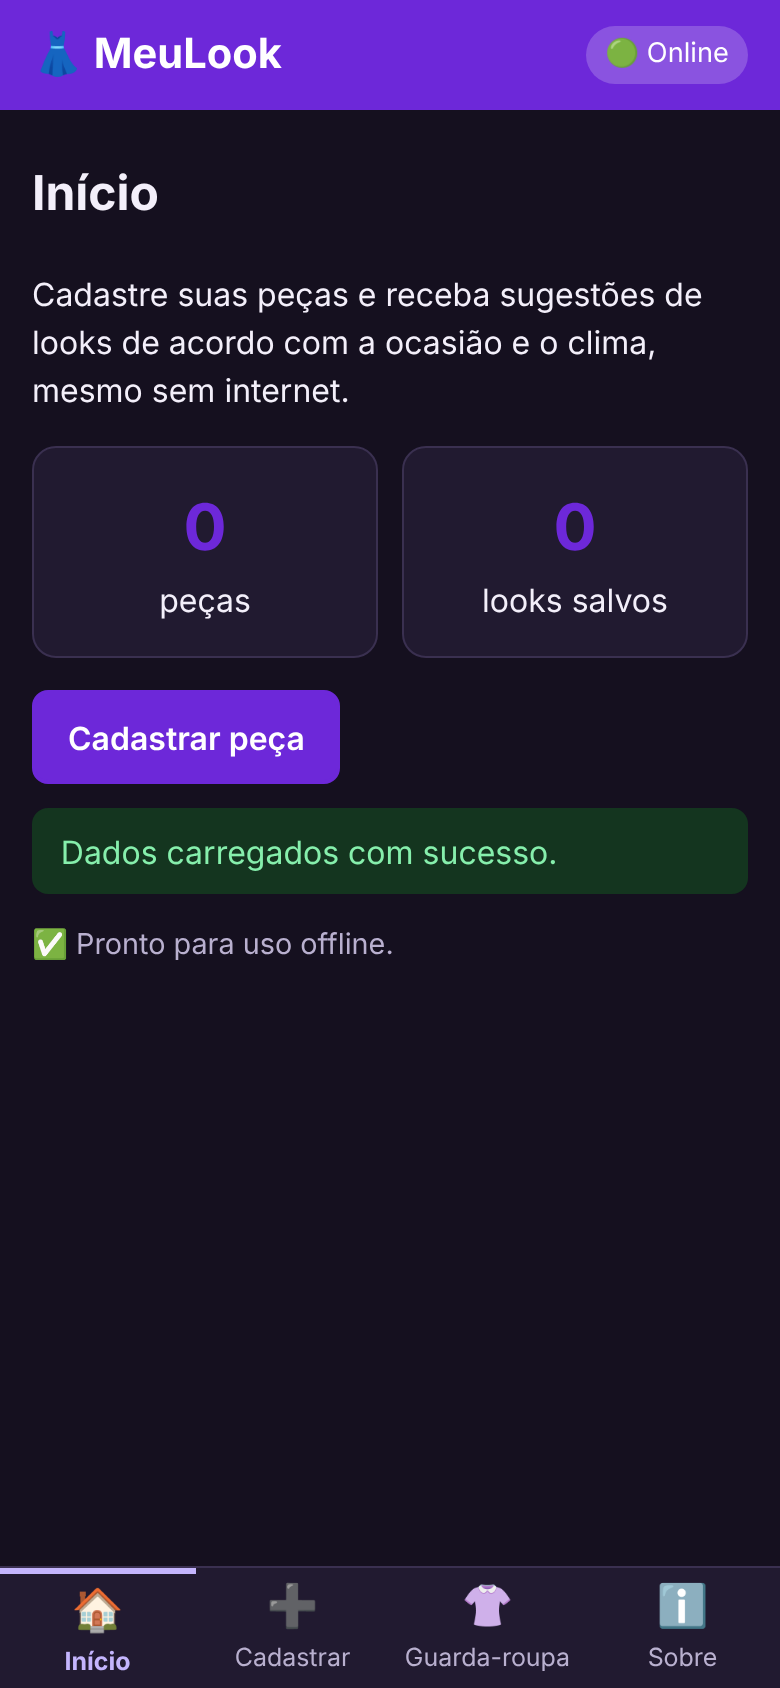 MeuLook
Online
Início
Cadastre suas peças e receba sugestões de
looks de acordo com a ocasião e o clima,
mesmo sem internet.
0
peças
0
looks salvos
Cadastrar peça
Dados carregados com sucesso.
Pronto para uso offline.
Início
Cadastrar
Guarda-roupa
Sobre